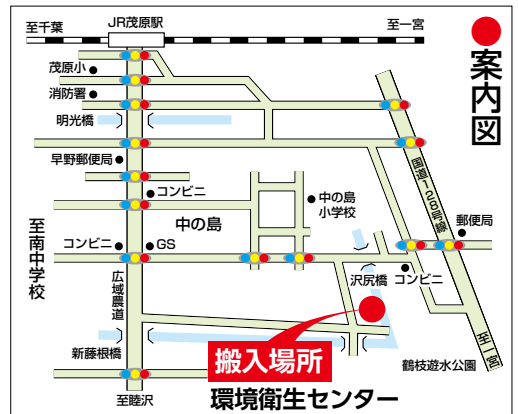 ●案内図
至千葉
JR茂原駅
至一宮
茂原小
消防署
明光橋
早野郵便局
コンビニ
中の島
中の島
小学校
国道128号線
郵便局
至南中学校
コンビニ
GS
沢尻橋
コンビニ
広域農道
新藤根橋
搬入場所
鶴枝遊水公園
至一宮
環境衛生センター
至睦沢